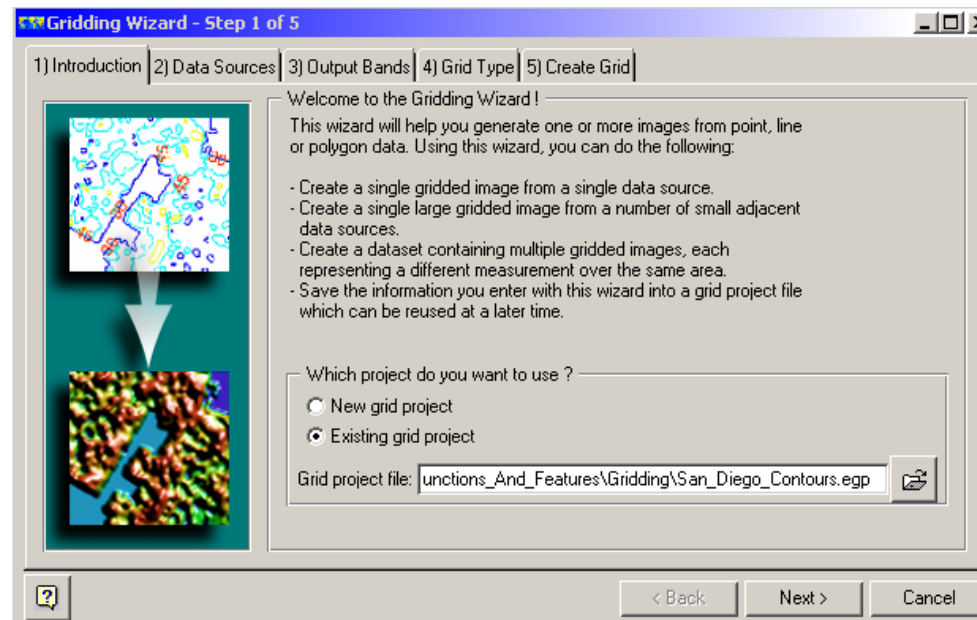 Gridding Wizard - Step 1 of 5
1) Introduction 2) Data Sources 3) Output Bands 4) Grid Type 5) Create Grid
Welcome to the Gridding Wizard !
This wizard will help you generate one or more images from point, line
or polygon data. Using this wizard, you can do the following:
- Create a single gridded image from a single data source.
- Create a single large gridded image from a number of small adjacent
data sources.
- Create a dataset containing multiple gridded images, each
representing a different measurement over the same area.
- Save the information you enter with this wizard into a grid project file
which can be reused at a later time.
Which project do you want to use ?
New grid project
Existing grid project
Grid project file: unctions_And_Features\Gridding\San_Diego_Contours.egp
< Back Next > Cancel